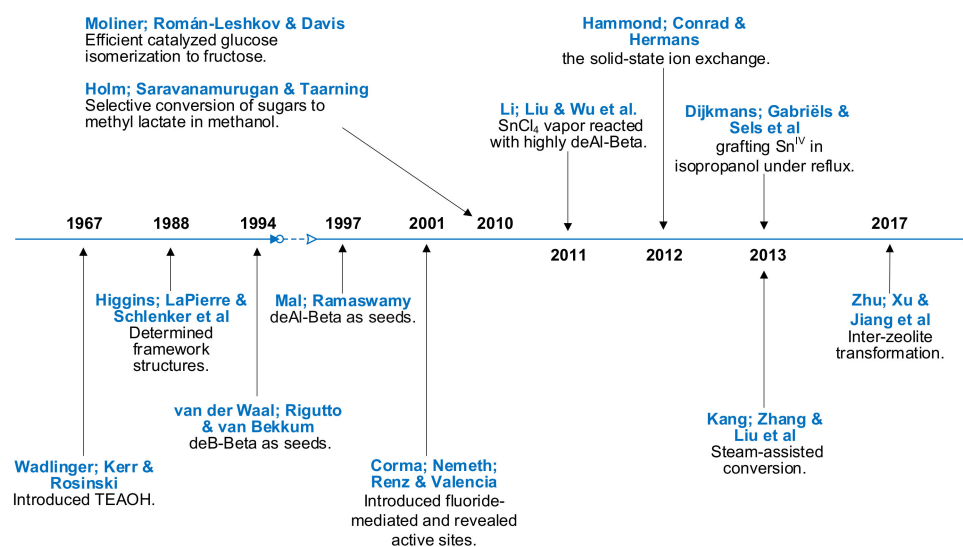 Moliner; Román-Leshkov & Davis
Efficient catalyzed glucose
isomerization to fructose.
Holm; Saravanamurugan & Taarning
Selective conversion of sugars to
methyl lactate in methanol.
Hammond; Conrad &
Hermans
the solid-state ion exchange.
Li; Liu & Wu et al.
SnCl₄ vapor reacted
with highly deAl-Beta.
Dijkmans; Gabriëls &
Sels et al
grafting Snᴵⱽ in
isopropanol under reflux.
1967
1988
1994
1997
2001
2010
2011
2012
2013
2017
Higgins; LaPierre &
Schlenker et al
Determined
framework
structures.
Mal; Ramaswamy
deAl-Beta as seeds.
Zhu; Xu &
Jiang et al
Inter-zeolite
transformation.
van der Waal; Rigutto
& van Bekkum
deB-Beta as seeds.
Kang; Zhang &
Liu et al
Steam-assisted
conversion.
Wadlinger; Kerr &
Rosinski
Introduced TEAOH.
Corma; Nemeth;
Renz & Valencia
Introduced fluoride-
mediated and revealed
active sites.